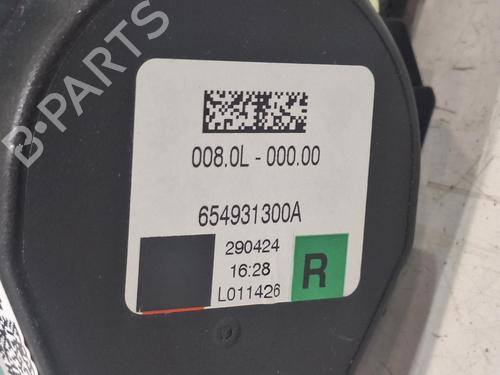 B-PARTS
008.0L - 000.00
654931300A
290424
16:28
L011426
R